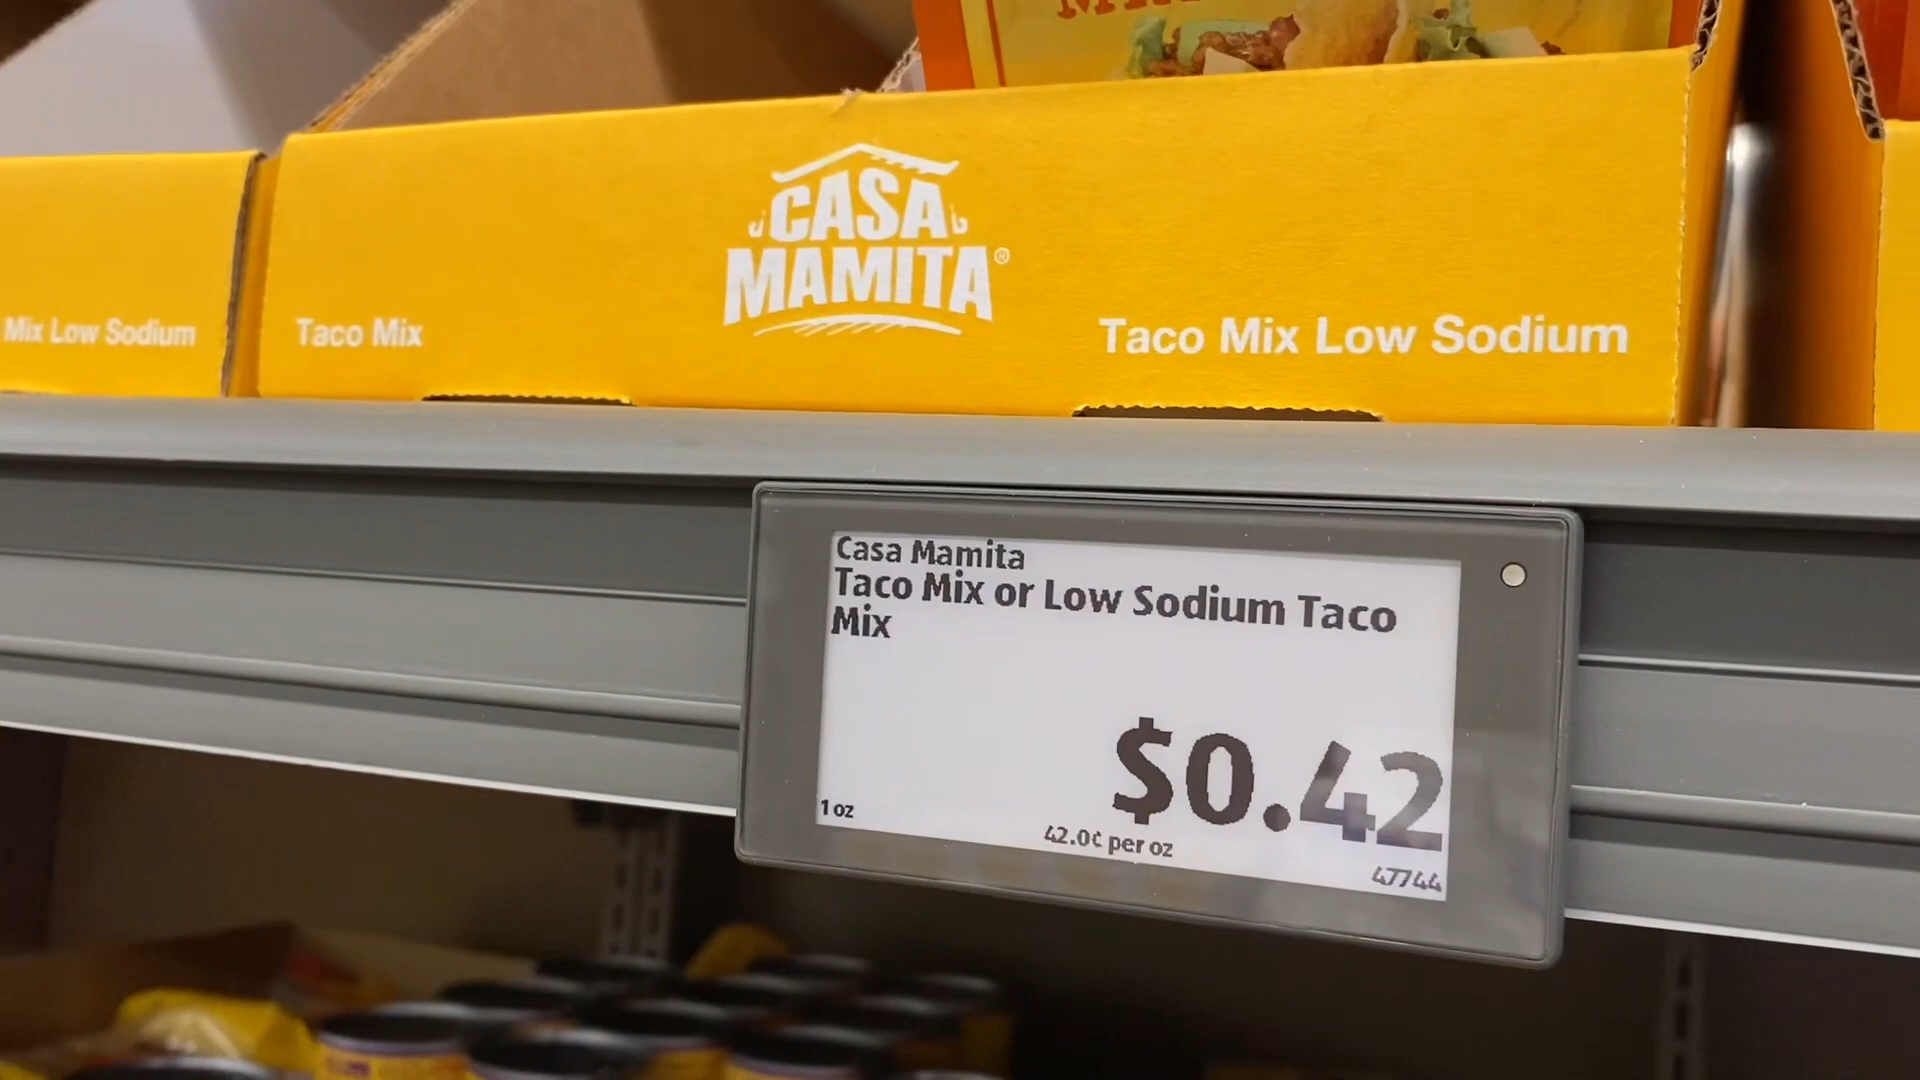 CASA
MAMITA®
Mix Low Sodium
Taco Mix
Taco Mix Low Sodium
Casa Mamita
Taco Mix or Low Sodium Taco
Mix
$0.42
1 oz
42.0¢ per oz
47744